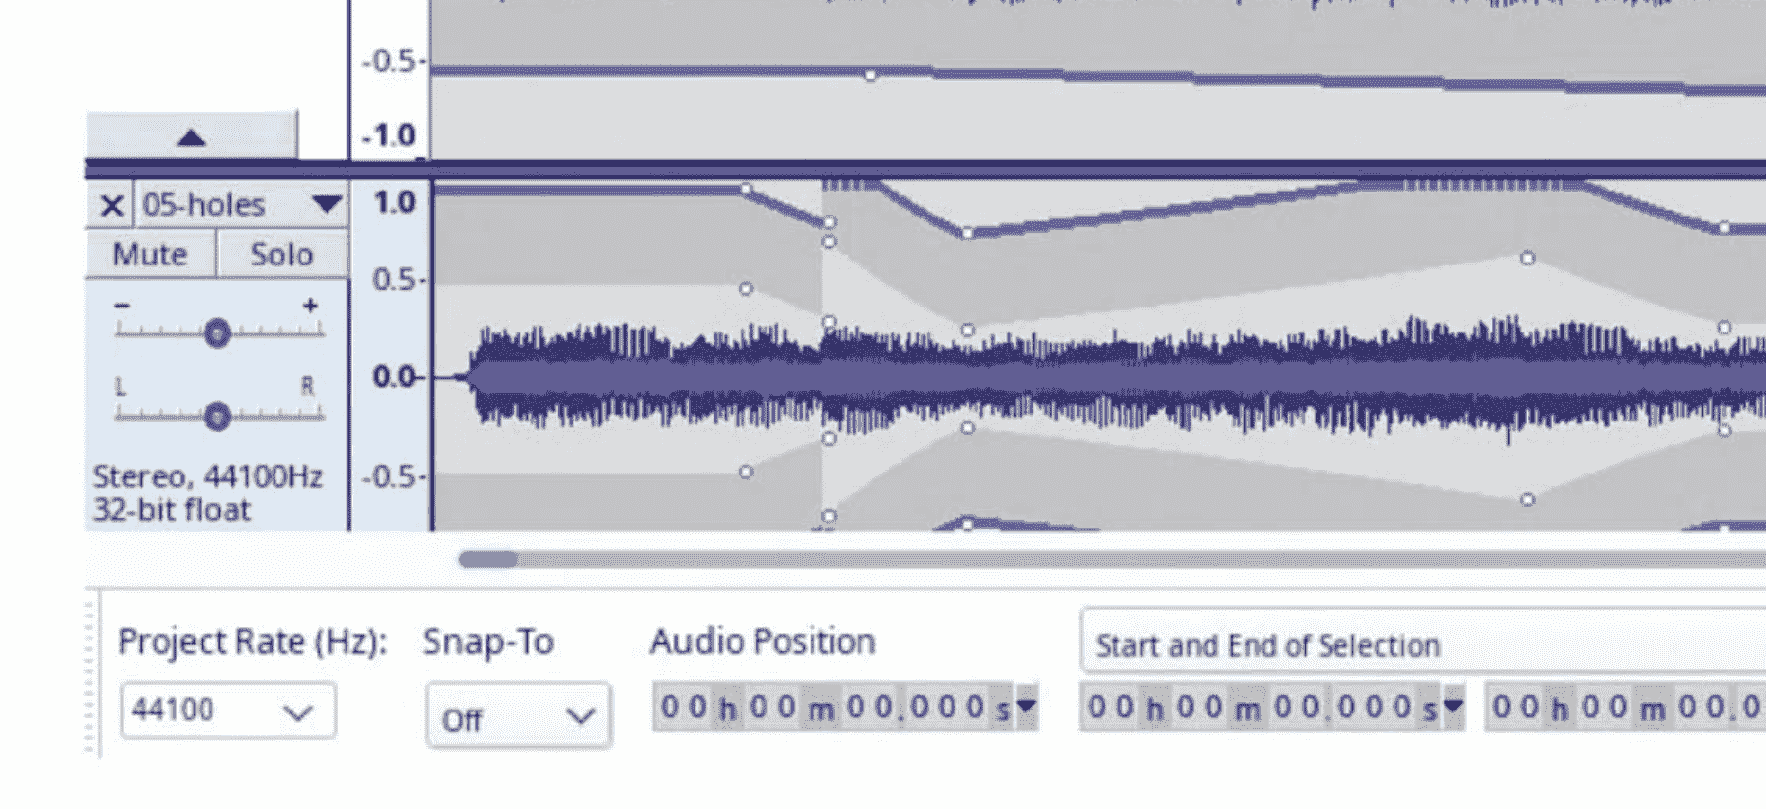 -0.5-
-1.0
× 05-holes
1.0
Mute Solo
0.5-
- +
0.0-
L R
-0.5-
Stereo, 44100Hz
32-bit float
Project Rate (Hz): Snap-To Audio Position Start and End of Selection
44100 Off 00h00m00.000s 00h00m00.000s 00h00m00.0